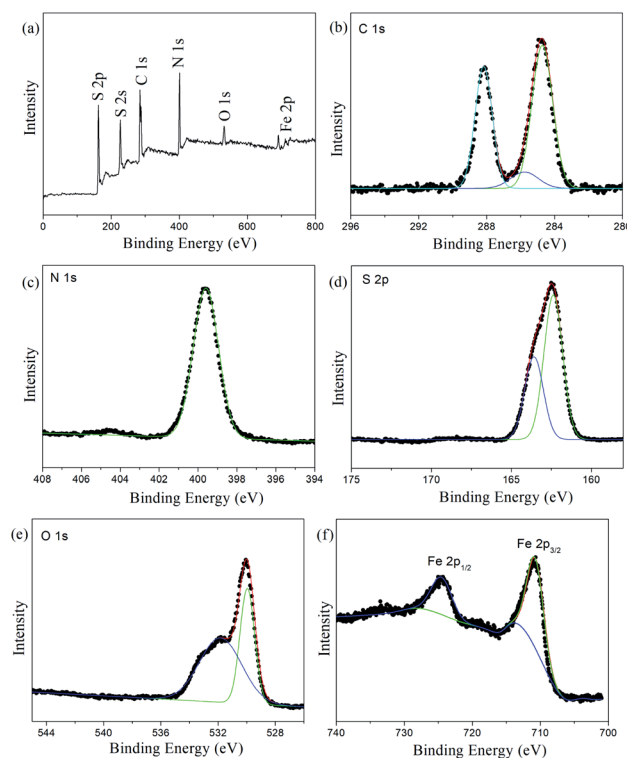 (a)
S 2p
S 2s
C 1s
N 1s
O 1s
Fe 2p
Intensity
0 200 400 600 800
Binding Energy (eV)
(b)
C 1s
Intensity
296 292 288 284 280
Binding Energy (eV)
(c)
N 1s
Intensity
408 406 404 402 400 398 396 394
Binding Energy (eV)
(d)
S 2p
Intensity
175 170 165 160
Binding Energy (eV)
(e)
O 1s
Intensity
544 540 536 532 528
Binding Energy (eV)
(f)
Fe 2p1/2
Fe 2p3/2
Intensity
740 730 720 710 700
Binding Energy (eV)